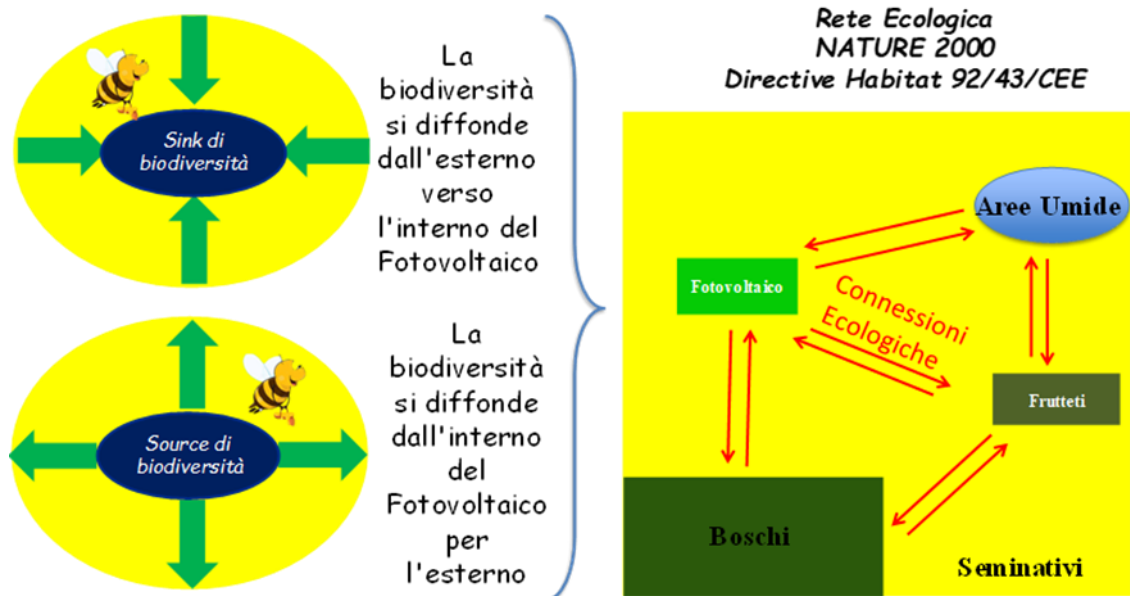 Sink di
biodiversità
La
biodiversità
si diffonde
dall'esterno
verso
l'interno del
Fotovoltaico
Source di
biodiversità
La
biodiversità
si diffonde
dall'interno
del
Fotovoltaico
per
l'esterno
Rete Ecologica
NATURE 2000
Directive Habitat 92/43/CEE
Aree Umide
Fotovoltaico
Connessioni
Ecologiche
Frutteti
Boschi
Seminativi